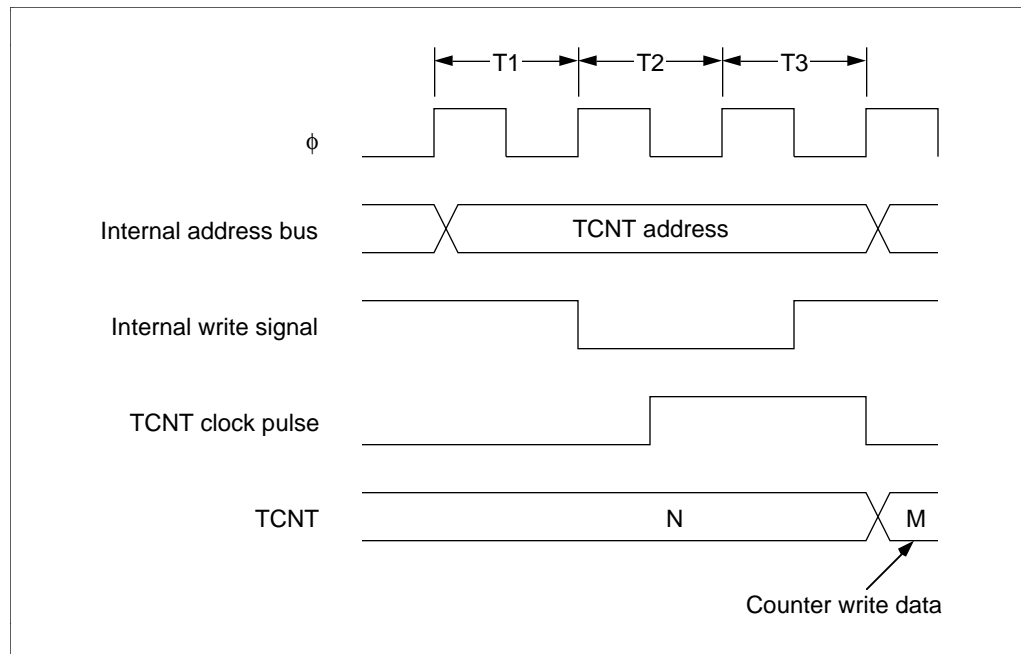 T1 T2 T3
ϕ
Internal address bus TCNT address
Internal write signal
TCNT clock pulse
TCNT N M
Counter write data